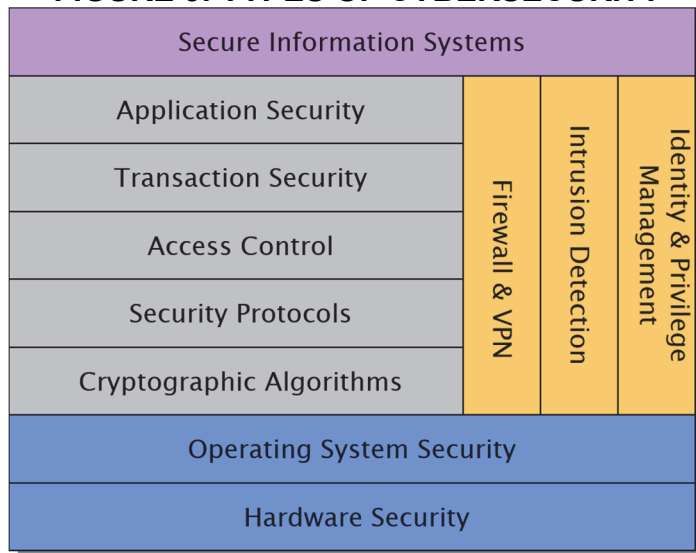 Secure Information Systems
Application Security
Transaction Security
Access Control
Security Protocols
Cryptographic Algorithms
Firewall & VPN
Intrusion Detection
Identity & Privilege
Management
Operating System Security
Hardware Security